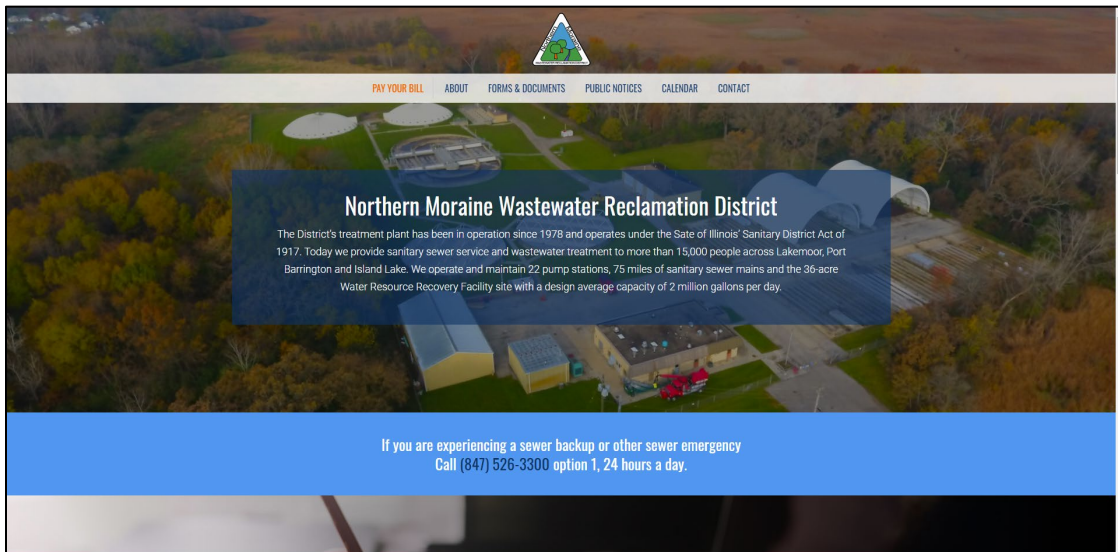 Northern Moraine
WASTEWATER RECLAMATION DISTRICT
PAY YOUR BILL ABOUT FORMS & DOCUMENTS PUBLIC NOTICES CALENDAR CONTACT
Northern Moraine Wastewater Reclamation District
The District's treatment plant has been in operation since 1978 and operates under the Sate of Illinois' Sanitary District Act of
1917. Today we provide sanitary sewer service and wastewater treatment to more than 15,000 people across Lakemoor, Port
Barrington and Island Lake. We operate and maintain 22 pump stations, 75 miles of sanitary sewer mains and the 36-acre
Water Resource Recovery Facility site with a design average capacity of 2 million gallons per day.
If you are experiencing a sewer backup or other sewer emergency
Call (847) 526-3300 option 1, 24 hours a day.